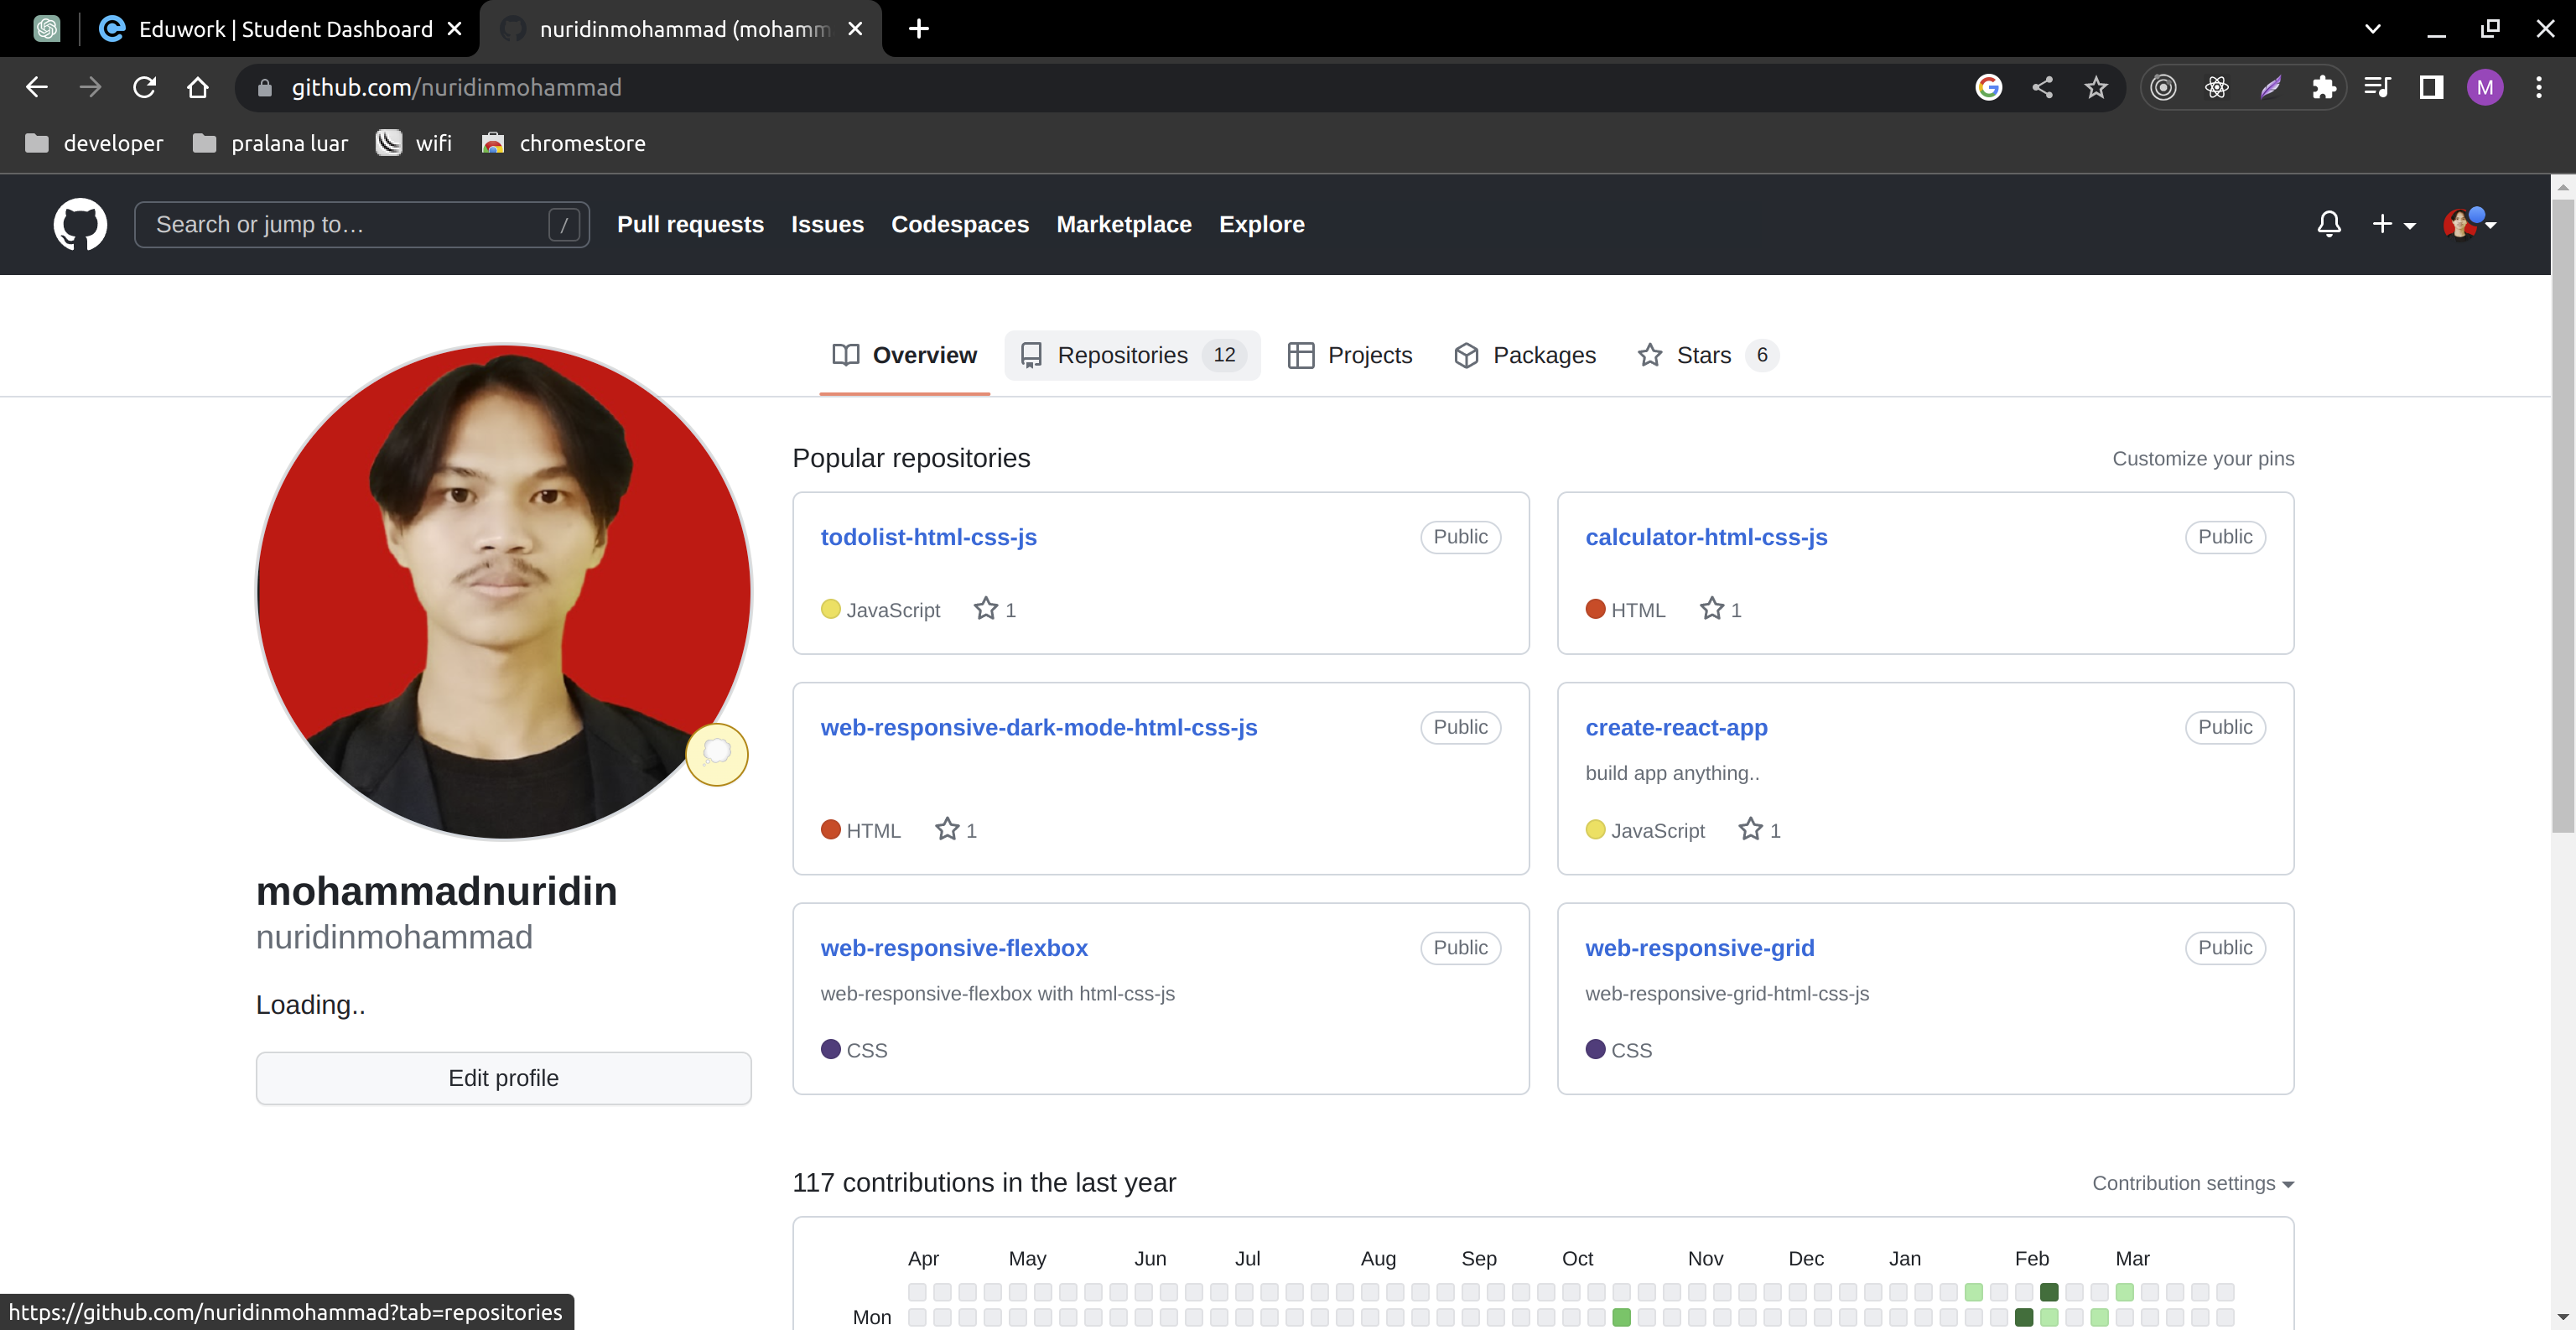 Eduwork | Student Dashboard
nuridinmohammad (mohamm
github.com/nuridinmohammad
M
developer
pralana luar
wifi
chromestore
Search or jump to…
/
Pull requests
Issues
Codespaces
Marketplace
Explore
Overview
Repositories 12
Projects
Packages
Stars 6
mohammadnuridin
nuridinmohammad
Loading..
Edit profile
Popular repositories
Customize your pins
todolist-html-css-js
Public
JavaScript
1
calculator-html-css-js
Public
HTML
1
web-responsive-dark-mode-html-css-js
Public
HTML
1
create-react-app
Public
build app anything..
JavaScript
1
web-responsive-flexbox
Public
web-responsive-flexbox with html-css-js
CSS
web-responsive-grid
Public
web-responsive-grid-html-css-js
CSS
117 contributions in the last year
Contribution settings
Apr May Jun Jul Aug Sep Oct Nov Dec Jan Feb Mar
Mon
https://github.com/nuridinmohammad?tab=repositories